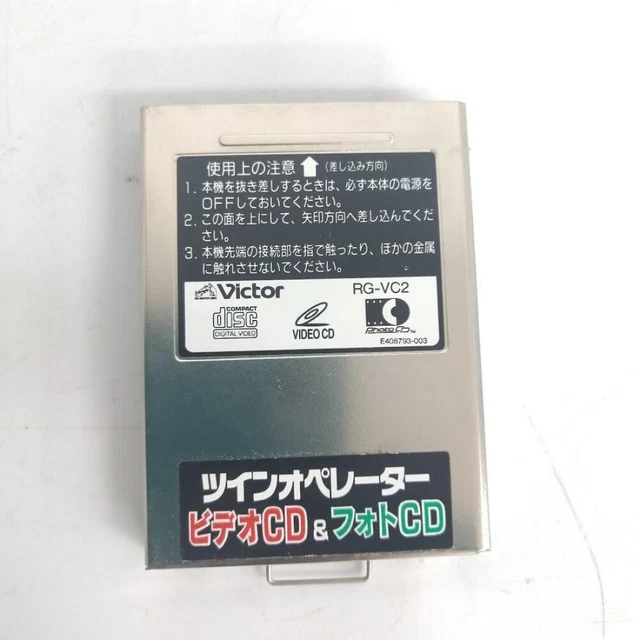 使用上の注意 (差し込み方向)
1. 本機を抜き差しするときは、必ず本体の電源を
OFFしておいてください。
2. この面を上にして、矢印方向へ差し込んでくだ
さい。
3. 本機先端の接続部を指で触ったり、ほかの金属
に触れさせないでください。
Victor RG-VC2
COMPACT
disc
DIGITAL VIDEO
VIDEO CD
Photo CD™
E408793-003
ツインオペレーター
ビデオCD & フォトCD